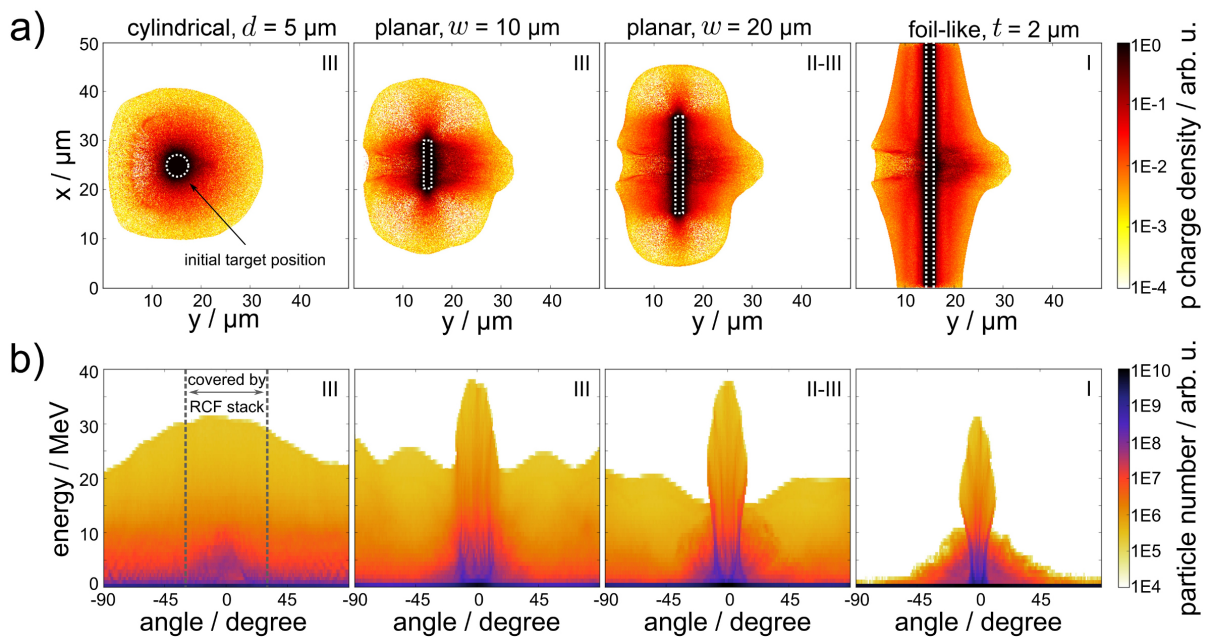 a)
cylindrical, d = 5 µm
planar, w = 10 µm
planar, w = 20 µm
foil-like, t = 2 µm
III
III
II-III
I
x / µm
50
40
30
20
10
0
initial target position
10 20 30 40
10 20 30 40
10 20 30 40
10 20 30 40
y / µm
y / µm
y / µm
y / µm
1E0
1E-1
1E-2
1E-3
1E-4
p charge density / arb. u.
b)
III
III
II-III
I
covered by
RCF stack
energy / MeV
40
30
20
10
0
-90 -45 0 45
-90 -45 0 45
-90 -45 0 45
-90 -45 0 45
angle / degree
angle / degree
angle / degree
angle / degree
1E10
1E9
1E8
1E7
1E6
1E5
1E4
particle number / arb. u.